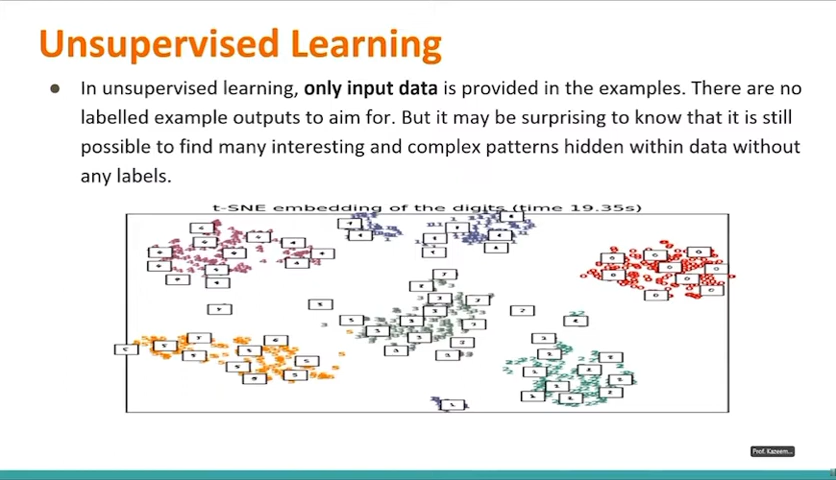 Unsupervised Learning
In unsupervised learning, only input data is provided in the examples. There are no
labelled example outputs to aim for. But it may be surprising to know that it is still
possible to find many interesting and complex patterns hidden within data without
any labels.
t-SNE embedding of the digits (time 19.35s)
Prof. Kazeem...